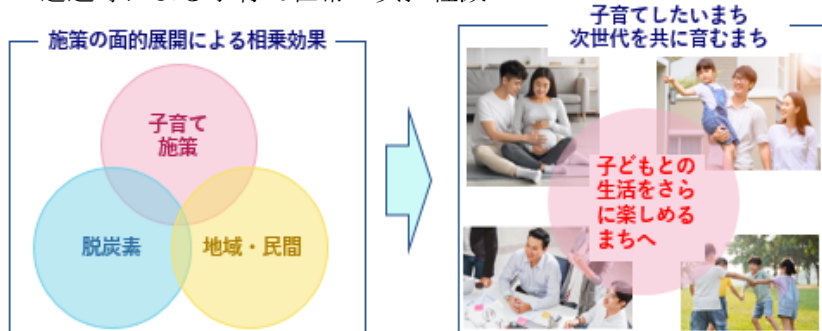 施策の面的展開による相乗効果
子育て
施策
脱炭素
地域・民間
子育てしたいまち
次世代を共に育むまち
子どもとの
生活をさら
に楽しめる
まちへ